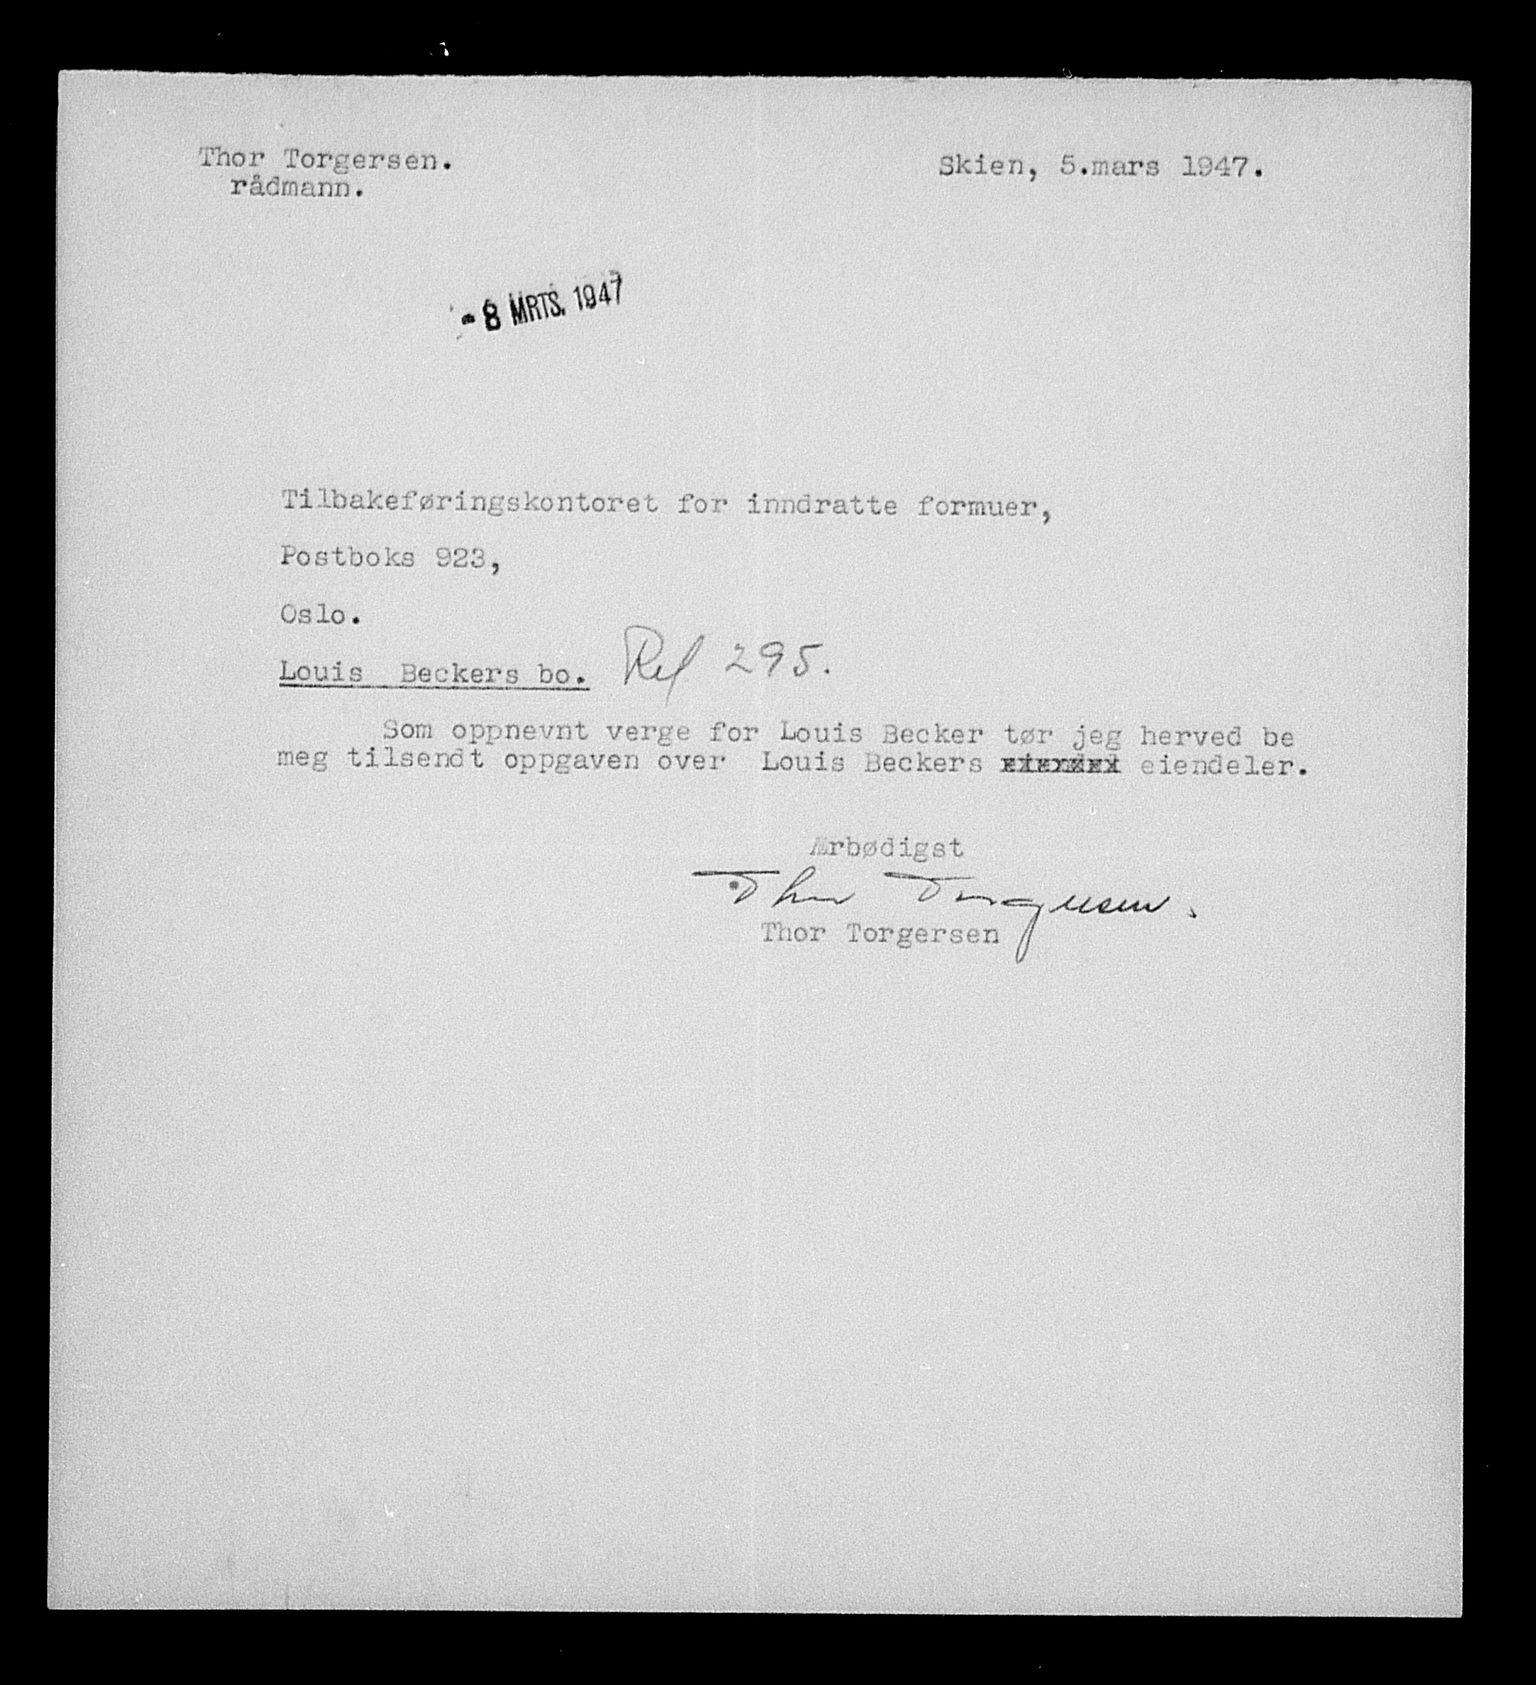 Thor Torgersen.
rådmann.
Skien, 5.mars 1947.
- 8 MRTS. 1947
Tilbakeføringskontoret for inndratte formuer,
Postboks 923,
Oslo.
Louis Beckers bo. Ref 295.
Som oppnevnt verge for Louis Becker tør jeg herved be
meg tilsendt oppgaven over Louis Beckers eiendeler.
Ærbødigst
Thor Torgersen.
Thor Torgersen